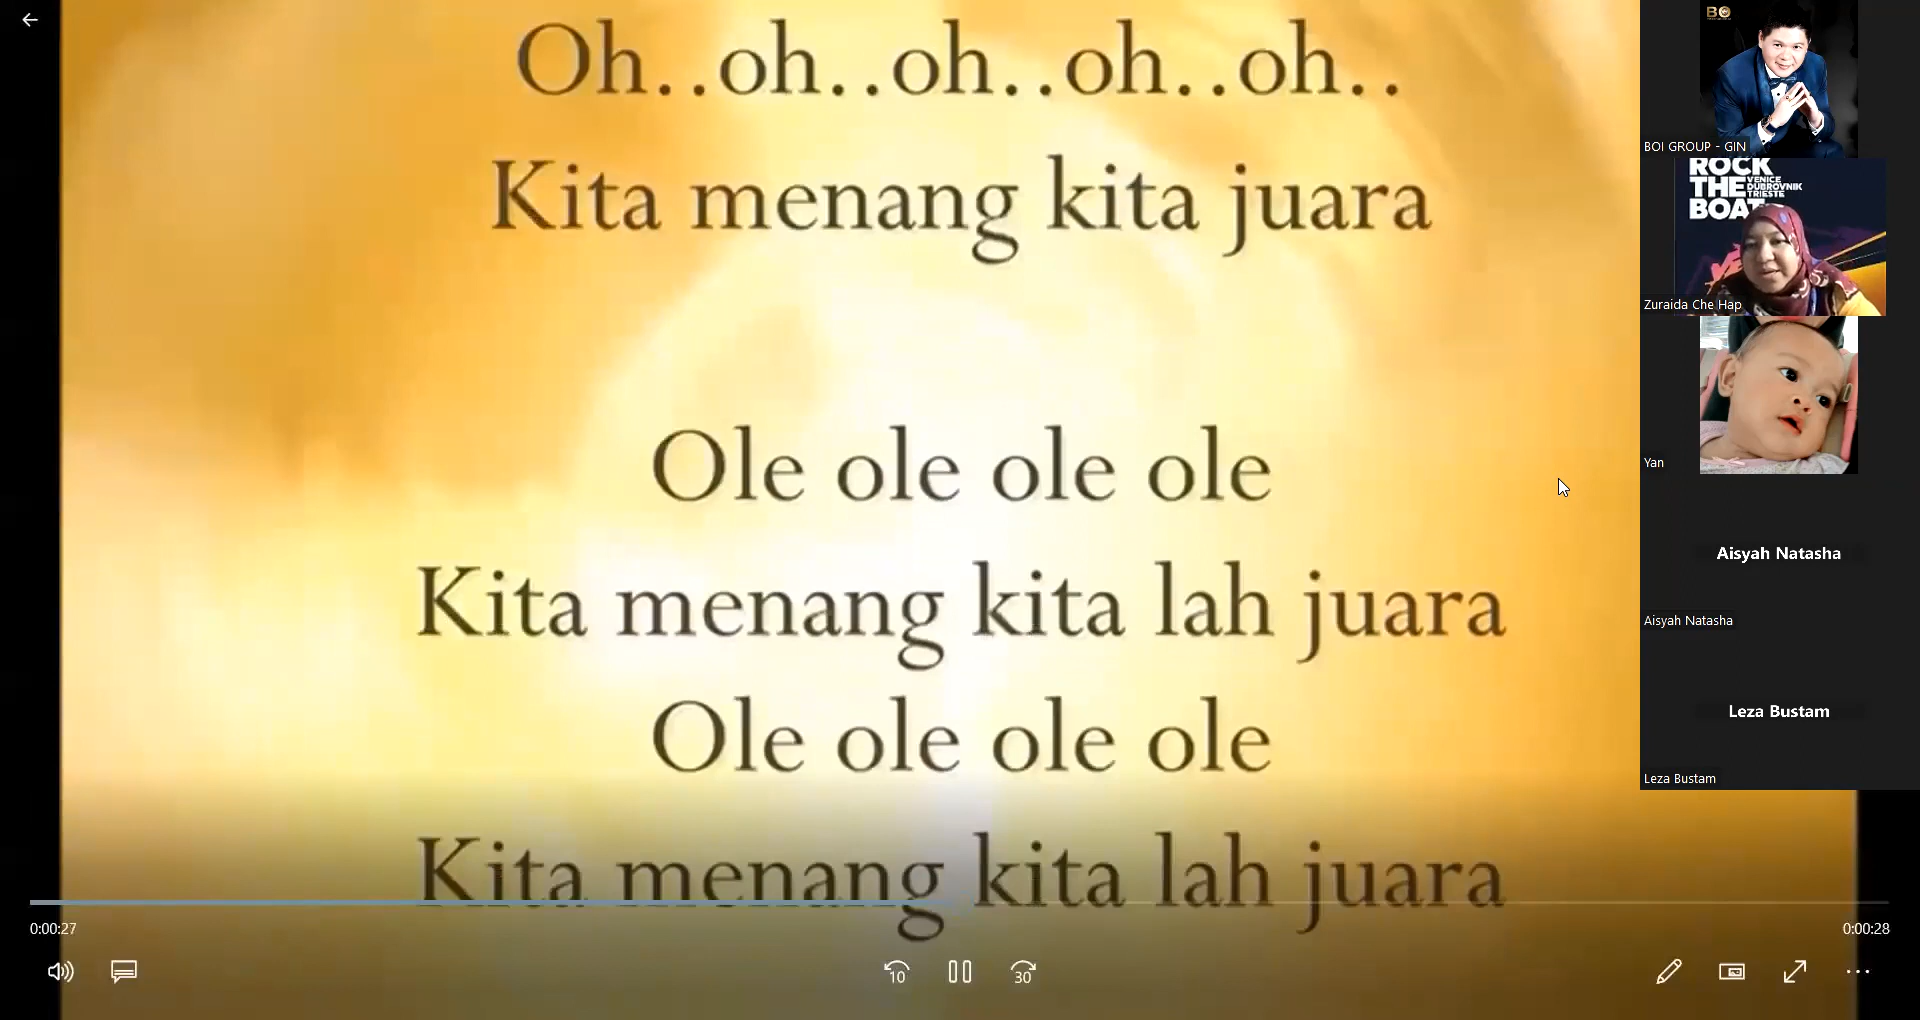 Oh..oh..oh..oh..oh..
Kita menang kita juara
Ole ole ole ole
Kita menang kita lah juara
Ole ole ole ole
Kita menang kita lah juara
0:00:27
0:00:28
10
30
BO
BOI GROUP - GIN
ROCK
THE
BOAT
VENICE
DUBROVNIK
TRIESTE
Zuraida Che Hap
Yan
Aisyah Natasha
Aisyah Natasha
Leza Bustam
Leza Bustam